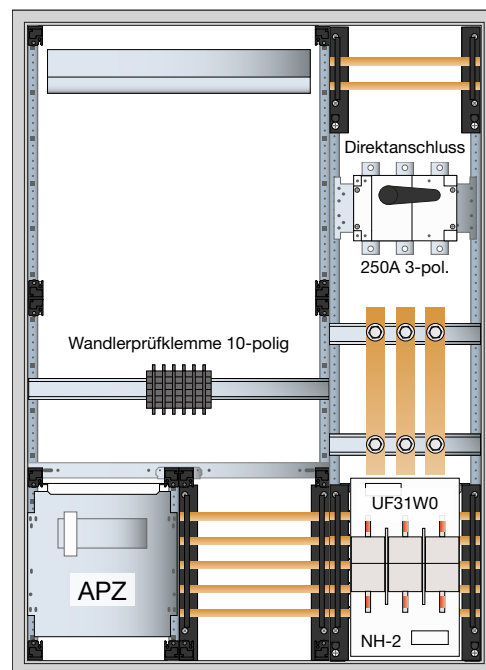 Direktanschluss
250A 3-pol.
Wandlerprüfklemme 10-polig
UF31W0
APZ
NH-2